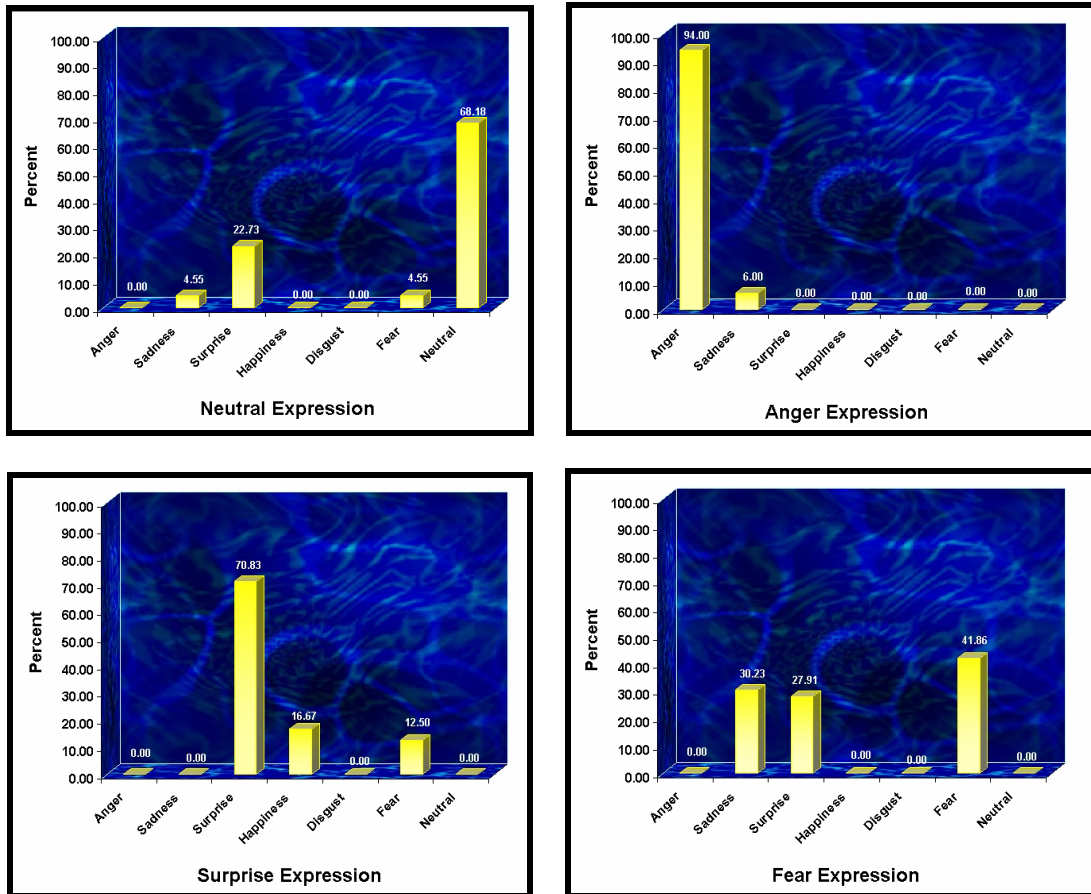 100.00
90.00
80.00
70.00
60.00
50.00
40.00
30.00
20.00
10.00
0.00
Percent
0.00
4.55
22.73
0.00
0.00
4.55
68.18
Anger
Sadness
Surprise
Happiness
Disgust
Fear
Neutral
Neutral Expression
100.00
90.00
80.00
70.00
60.00
50.00
40.00
30.00
20.00
10.00
0.00
Percent
94.00
6.00
0.00
0.00
0.00
0.00
0.00
Anger
Sadness
Surprise
Happiness
Disgust
Fear
Neutral
Anger Expression
100.00
90.00
80.00
70.00
60.00
50.00
40.00
30.00
20.00
10.00
0.00
Percent
0.00
0.00
70.83
16.67
0.00
12.50
0.00
Anger
Sadness
Surprise
Happiness
Disgust
Fear
Neutral
Surprise Expression
100.00
90.00
80.00
70.00
60.00
50.00
40.00
30.00
20.00
10.00
0.00
Percent
0.00
30.23
27.91
0.00
0.00
41.86
0.00
Anger
Sadness
Surprise
Happiness
Disgust
Fear
Neutral
Fear Expression